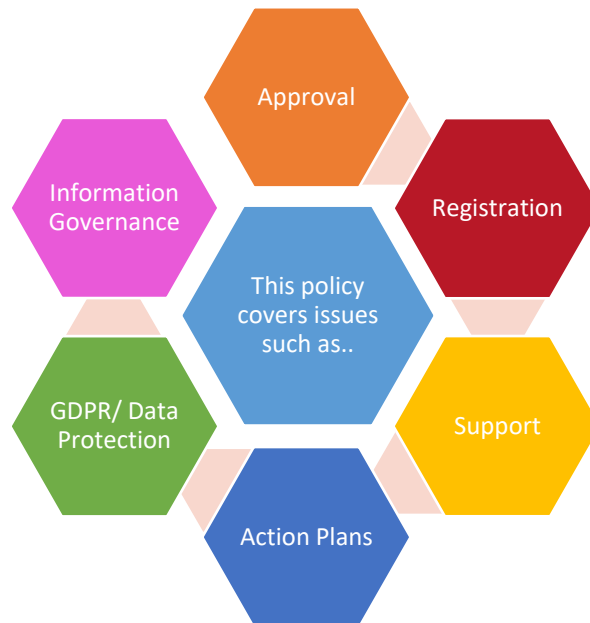 Approval
Registration
Information
Governance
This policy
covers issues
such as..
GDPR/ Data
Protection
Support
Action Plans